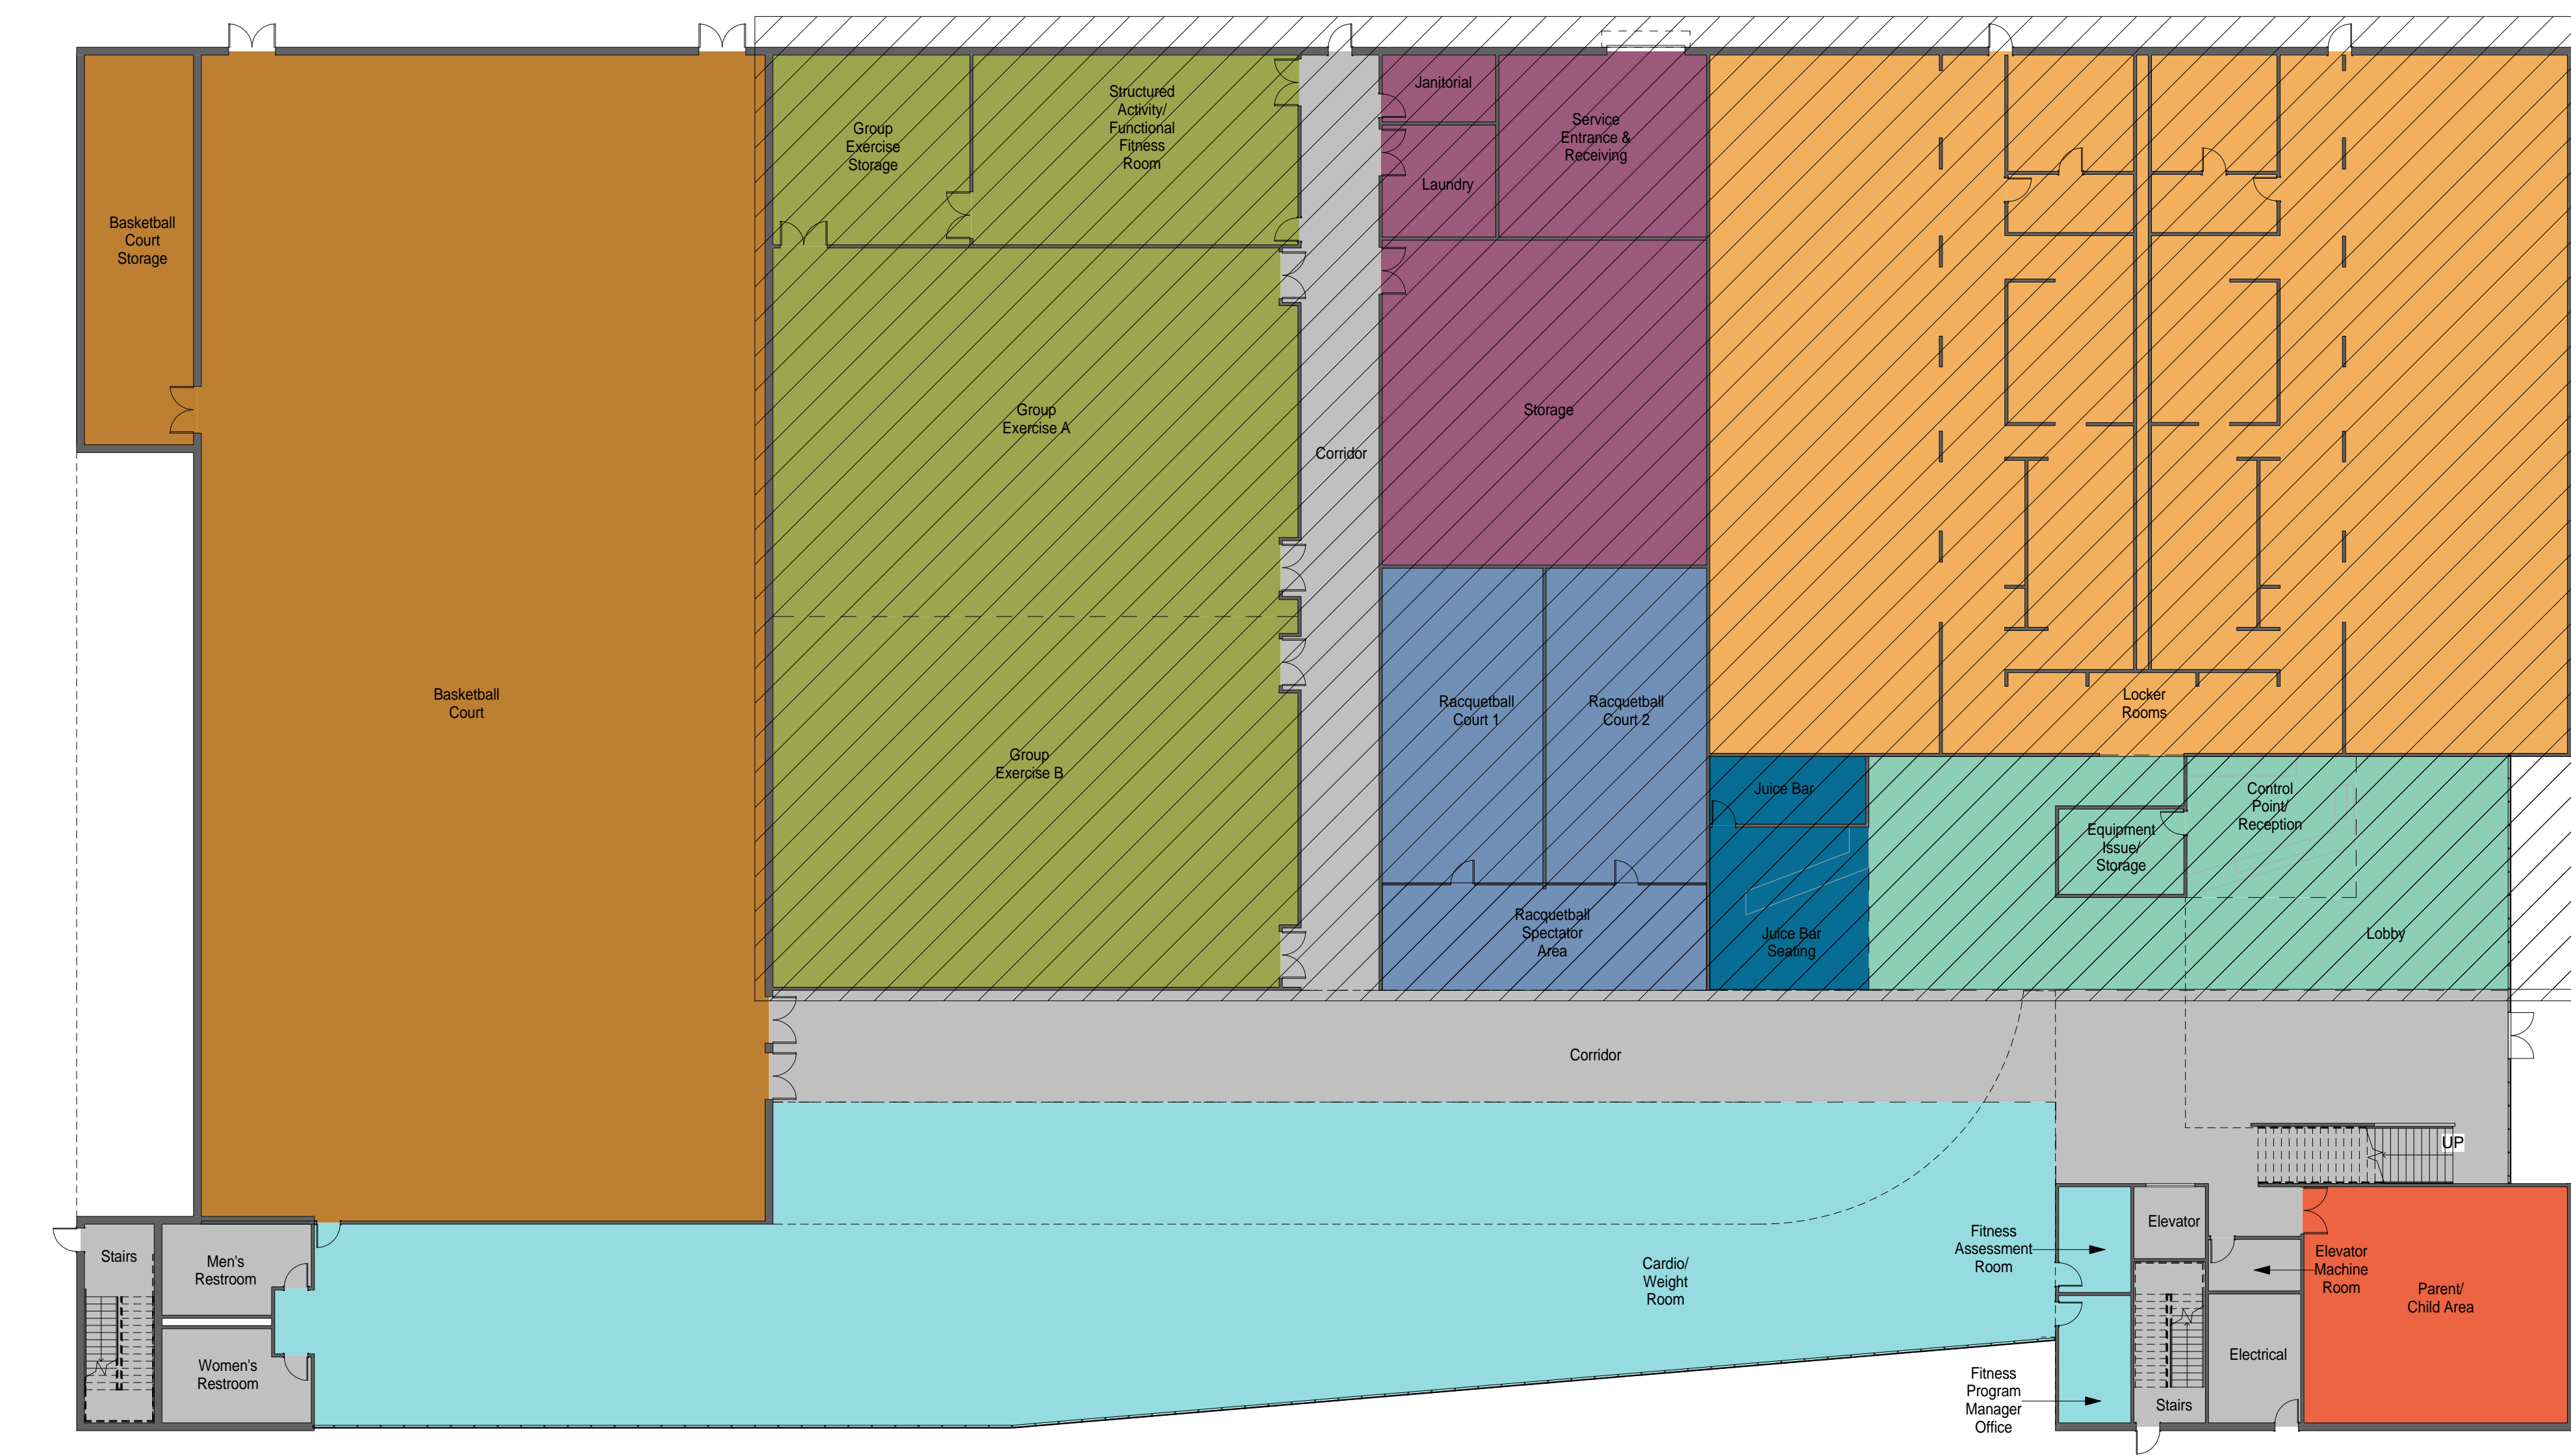 Basketball
Court
Storage
Group
Exercise
Storage
Structured
Activity/
Functional
Fitness
Room
Janitorial
Laundry
Service
Entrance &
Receiving
Group
Exercise A
Corridor
Storage
Basketball
Court
Group
Exercise B
Racquetball
Court 1
Racquetball
Court 2
Locker
Rooms
Juice Bar
Control
Point/
Reception
Equipment
Issue/
Storage
Racquetball
Spectator
Area
Juice Bar
Seating
Lobby
Corridor
UP
Stairs
Men's
Restroom
Women's
Restroom
Cardio/
Weight
Room
Fitness
Assessment
Room
Elevator
Elevator
Machine
Room
Parent/
Child Area
Electrical
Fitness
Program
Manager
Office
Stairs